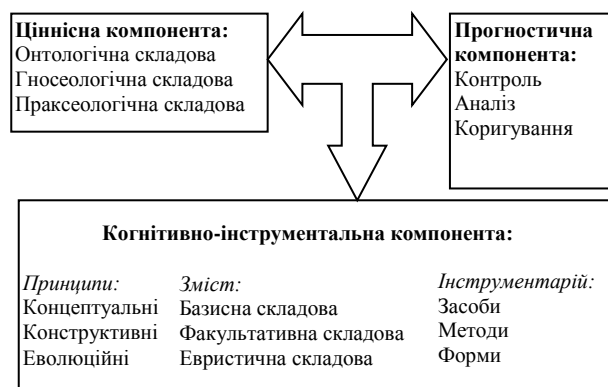 Ціннісна компонента:
Онтологічна складова
Гносеологічна складова
Праксеологічна складова
Прогностична
компонента:
Контроль
Аналіз
Коригування
Когнитивно-інструментальна компонента:
Принципи:
Концептуальні
Конструктивні
Еволюційні
Зміст:
Базисна складова
Факультативна складова
Евристична складова
Інструментарій:
Засоби
Методи
Форми